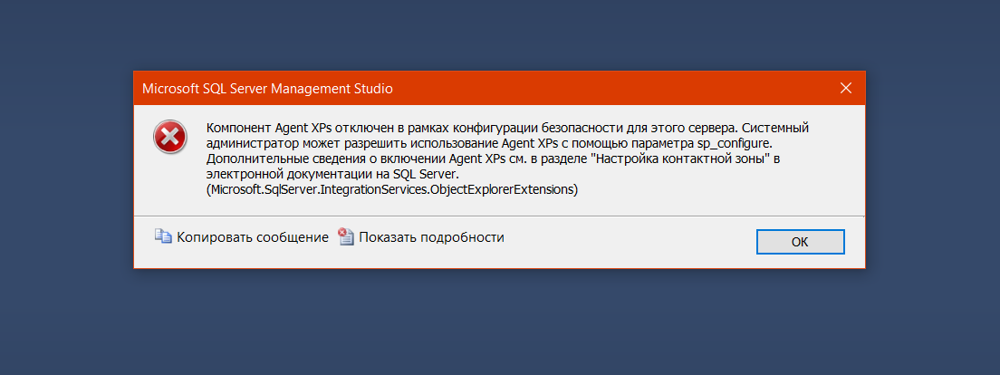 Microsoft SQL Server Management Studio
Компонент Agent XPs отключен в рамках конфигурации безопасности для этого сервера. Системный
администратор может разрешить использование Agent XPs с помощью параметра sp_configure.
Дополнительные сведения о включении Agent XPs см. в разделе "Настройка контактной зоны" в
электронной документации на SQL Server.
(Microsoft.SqlServer.IntegrationServices.ObjectExplorerExtensions)
Копировать сообщение Показать подробности ОК